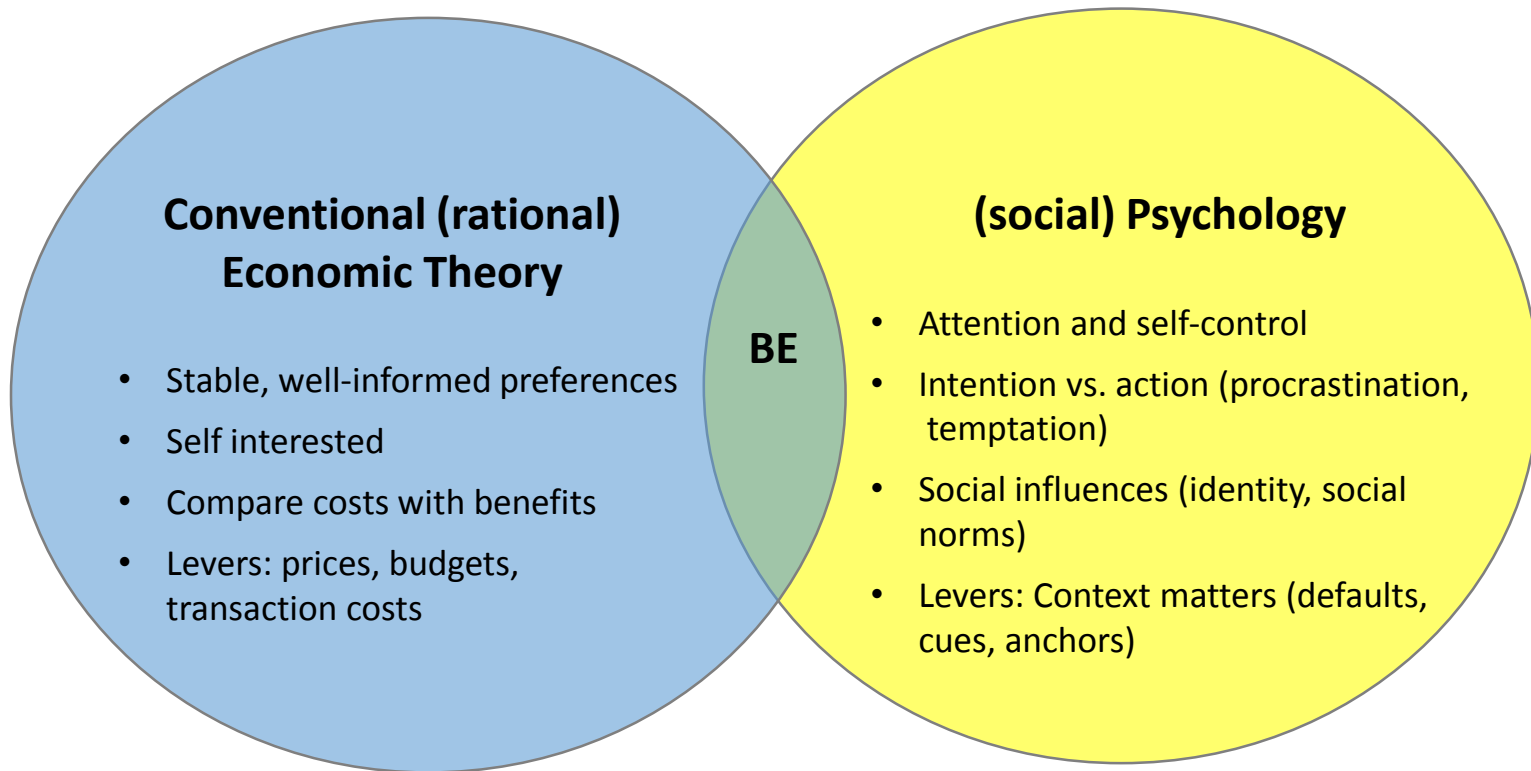 Conventional (rational)
Economic Theory
• Stable, well-informed preferences
• Self interested
• Compare costs with benefits
• Levers: prices, budgets,
transaction costs
BE
(social) Psychology
• Attention and self-control
• Intention vs. action (procrastination,
temptation)
• Social influences (identity, social
norms)
• Levers: Context matters (defaults,
cues, anchors)